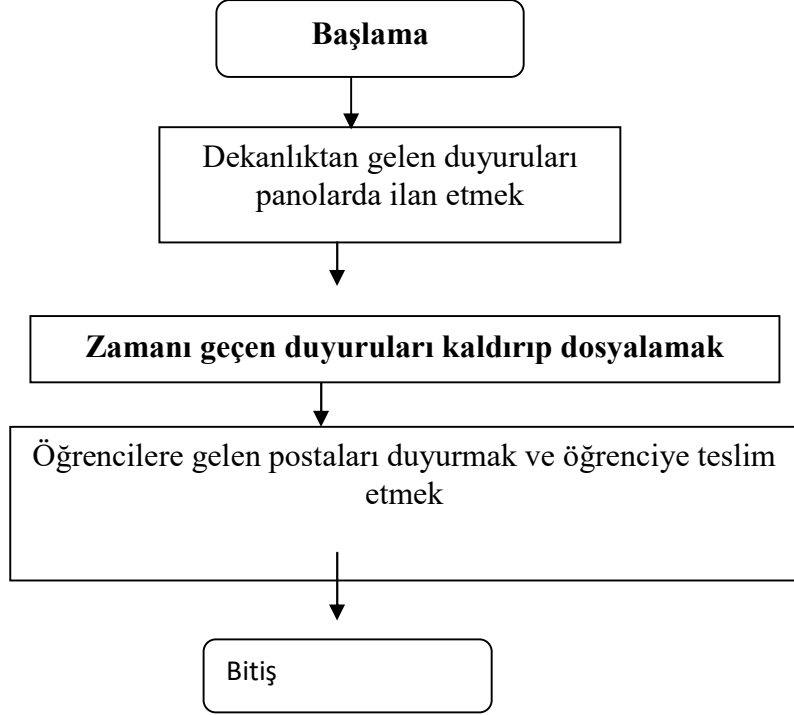 Başlama
Dekanlıktan gelen duyuruları
panolarda ilan etmek
Zamanı geçen duyuruları kaldırıp dosyalamak
Öğrencilere gelen postaları duyurmak ve öğrenciye teslim
etmek
Bitiş